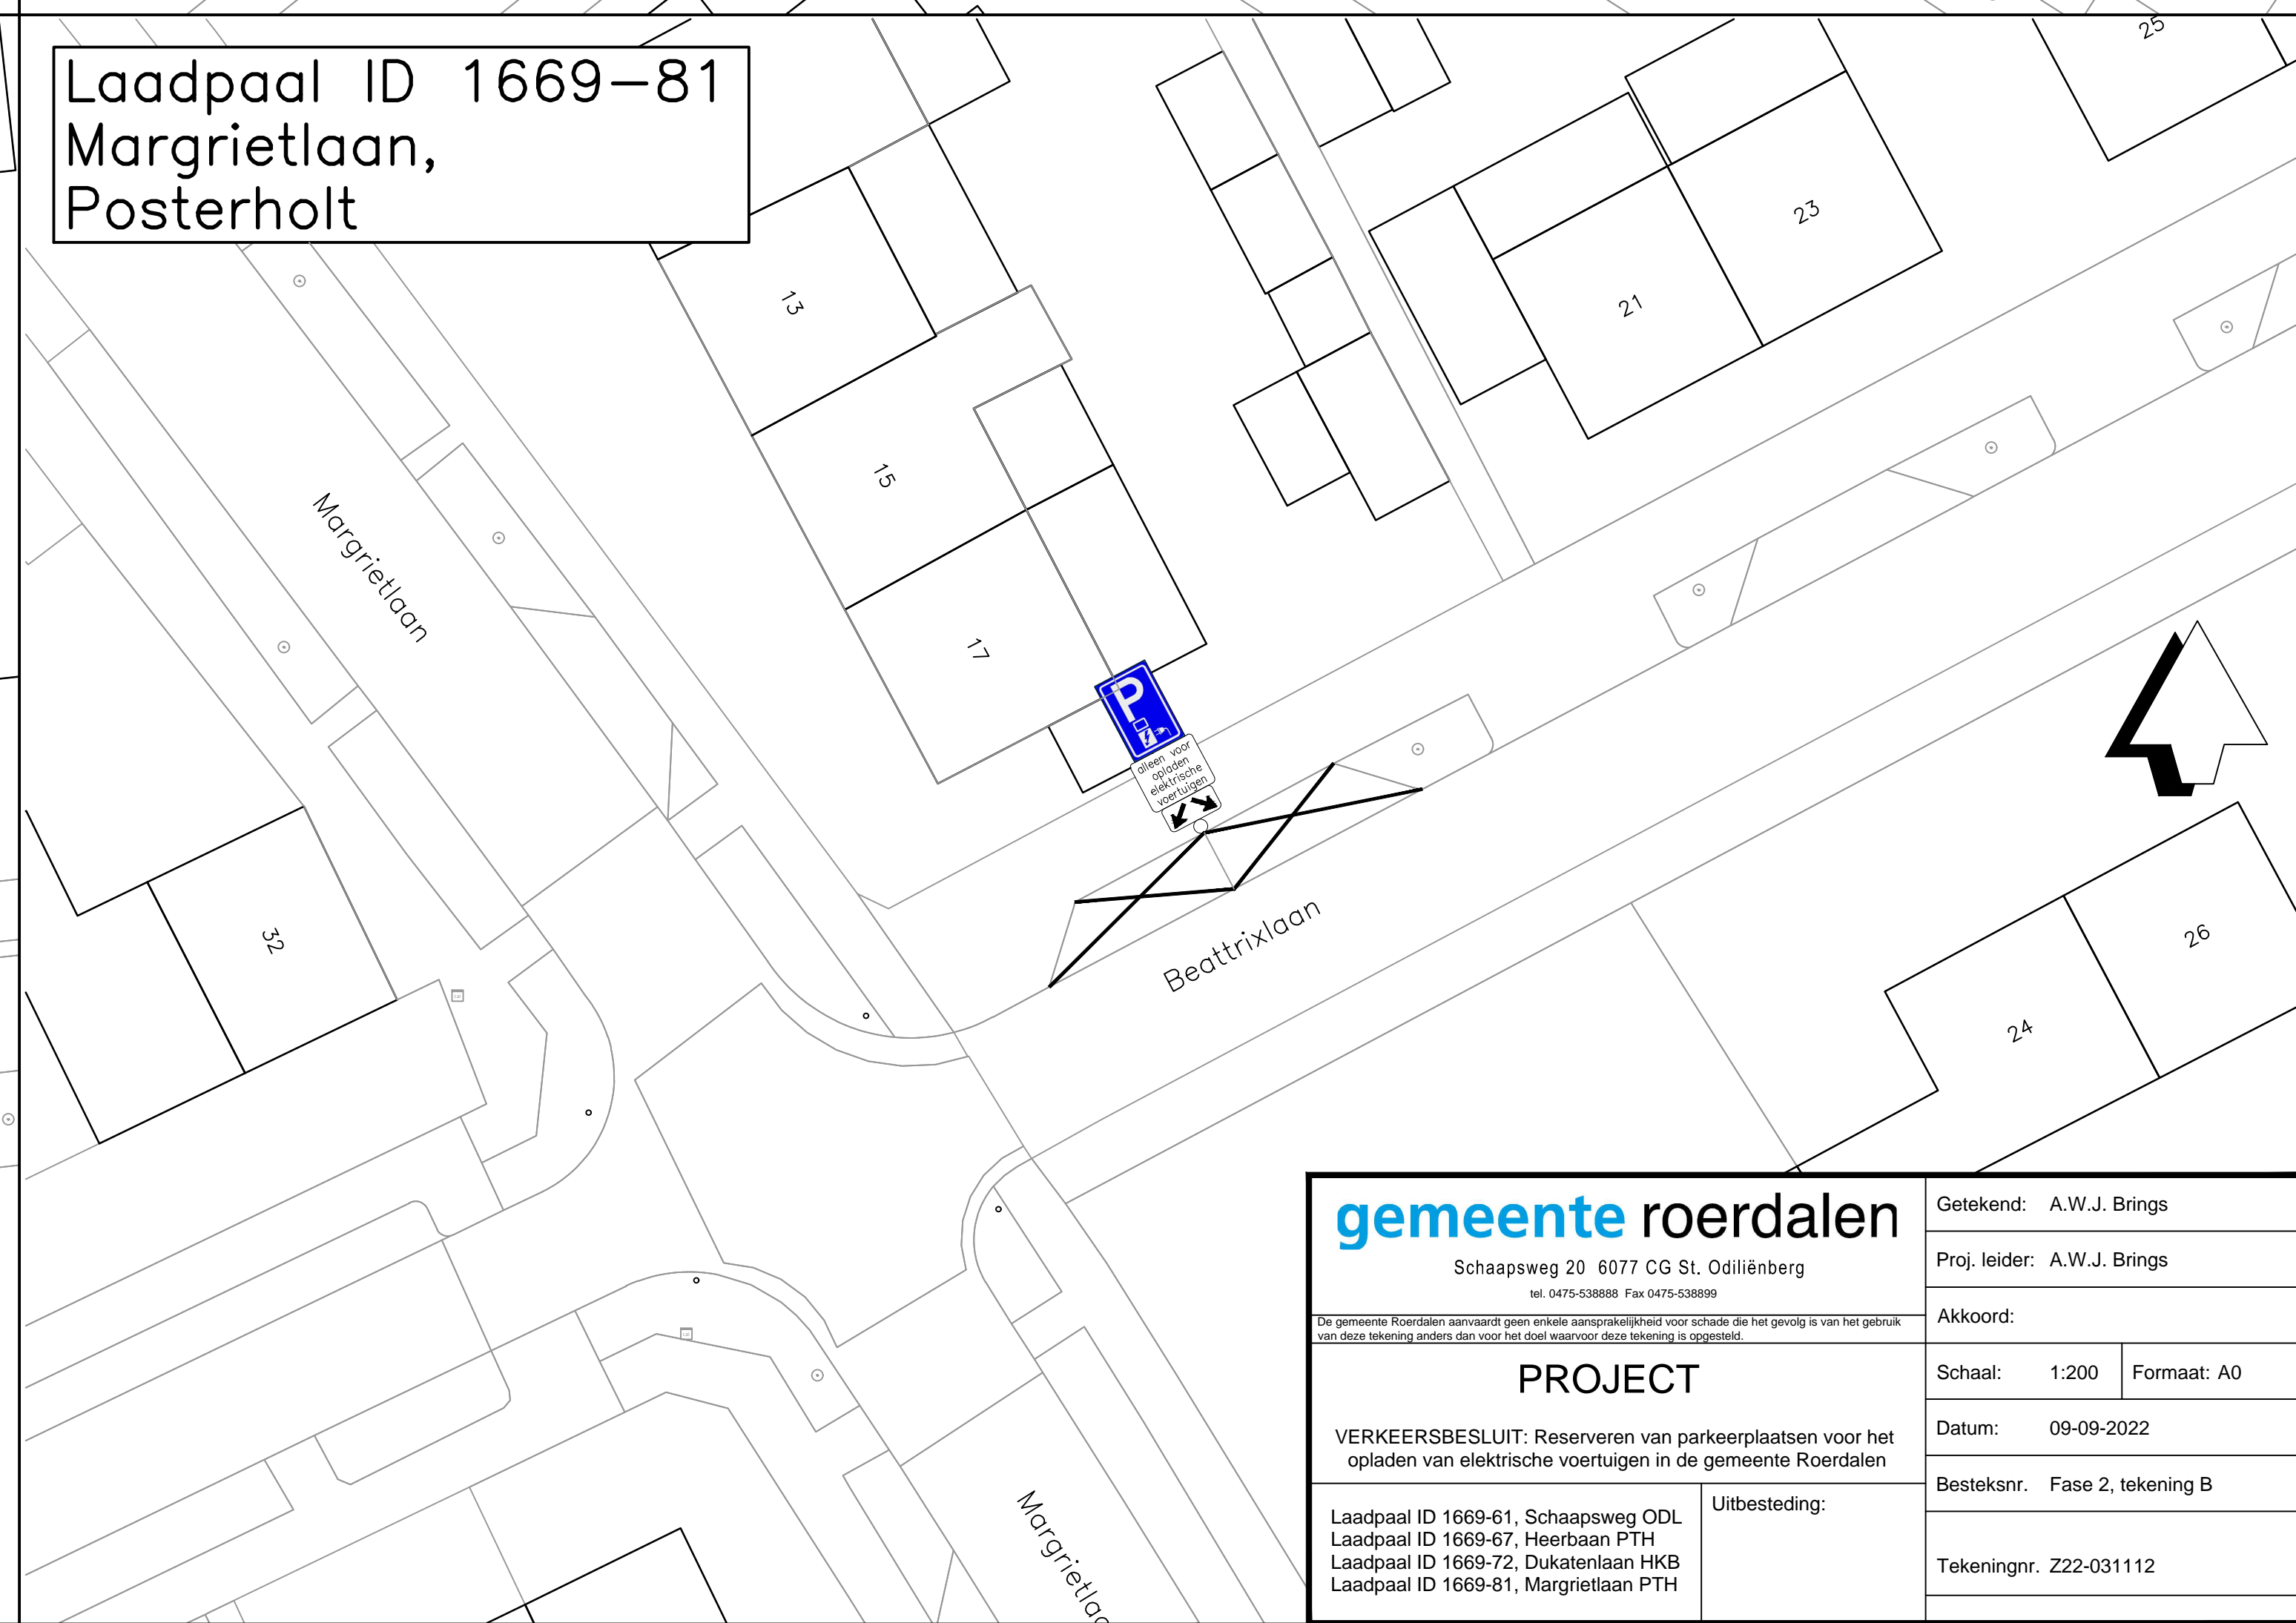 Laadpaal ID 1669-81
Margrietlaan,
Posterholt
25
23
21
13
15
17
Margrietlaan
P
alleen voor
opladen
elektrische
voertuigen
Beattrixlaan
32
26
24
Margrietlaa
gemeente roerdalen
Schaapsweg 20 6077 CG St. Odiliënberg
tel. 0475-538888 Fax 0475-538899
De gemeente Roerdalen aanvaardt geen enkele aansprakelijkheid voor schade die het gevolg is van het gebruik
van deze tekening anders dan voor het doel waarvoor deze tekening is opgesteld.
PROJECT
VERKEERSBESLUIT: Reserveren van parkeerplaatsen voor het
opladen van elektrische voertuigen in de gemeente Roerdalen
Laadpaal ID 1669-61, Schaapsweg ODL
Laadpaal ID 1669-67, Heerbaan PTH
Laadpaal ID 1669-72, Dukatenlaan HKB
Laadpaal ID 1669-81, Margrietlaan PTH
Uitbesteding:
Getekend: A.W.J. Brings
Proj. leider: A.W.J. Brings
Akkoord:
Schaal: 1:200 Formaat: A0
Datum: 09-09-2022
Besteksnr. Fase 2, tekening B
Tekeningnr. Z22-031112